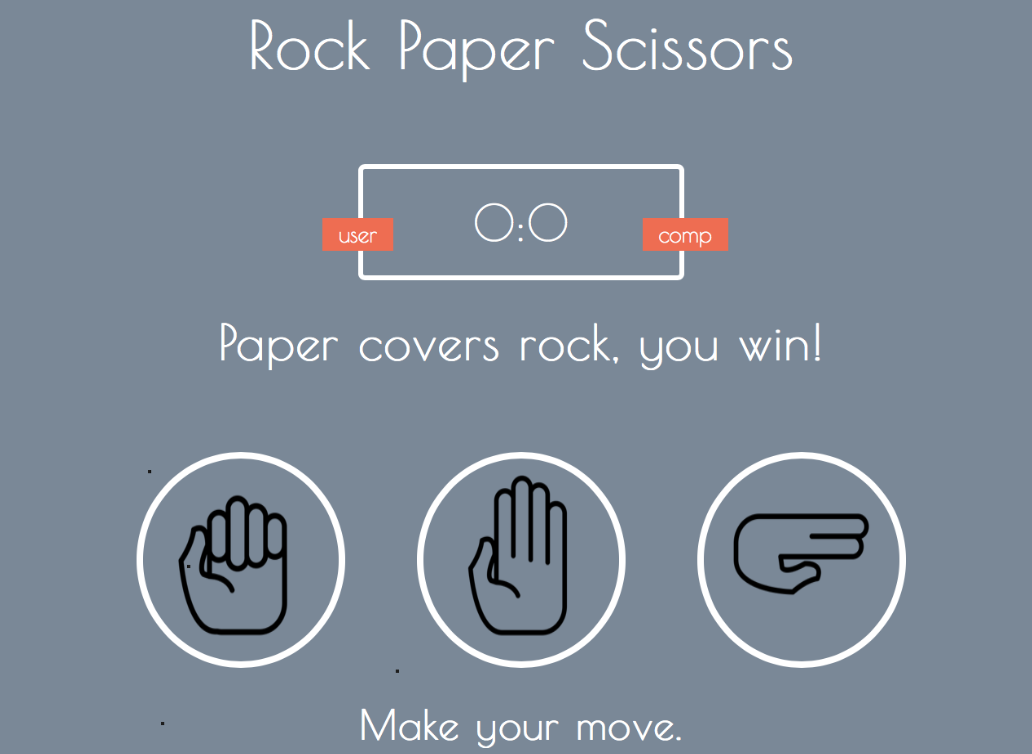 Rock Paper Scissors
user
0:0
comp
Paper covers rock, you win!
Make your move.